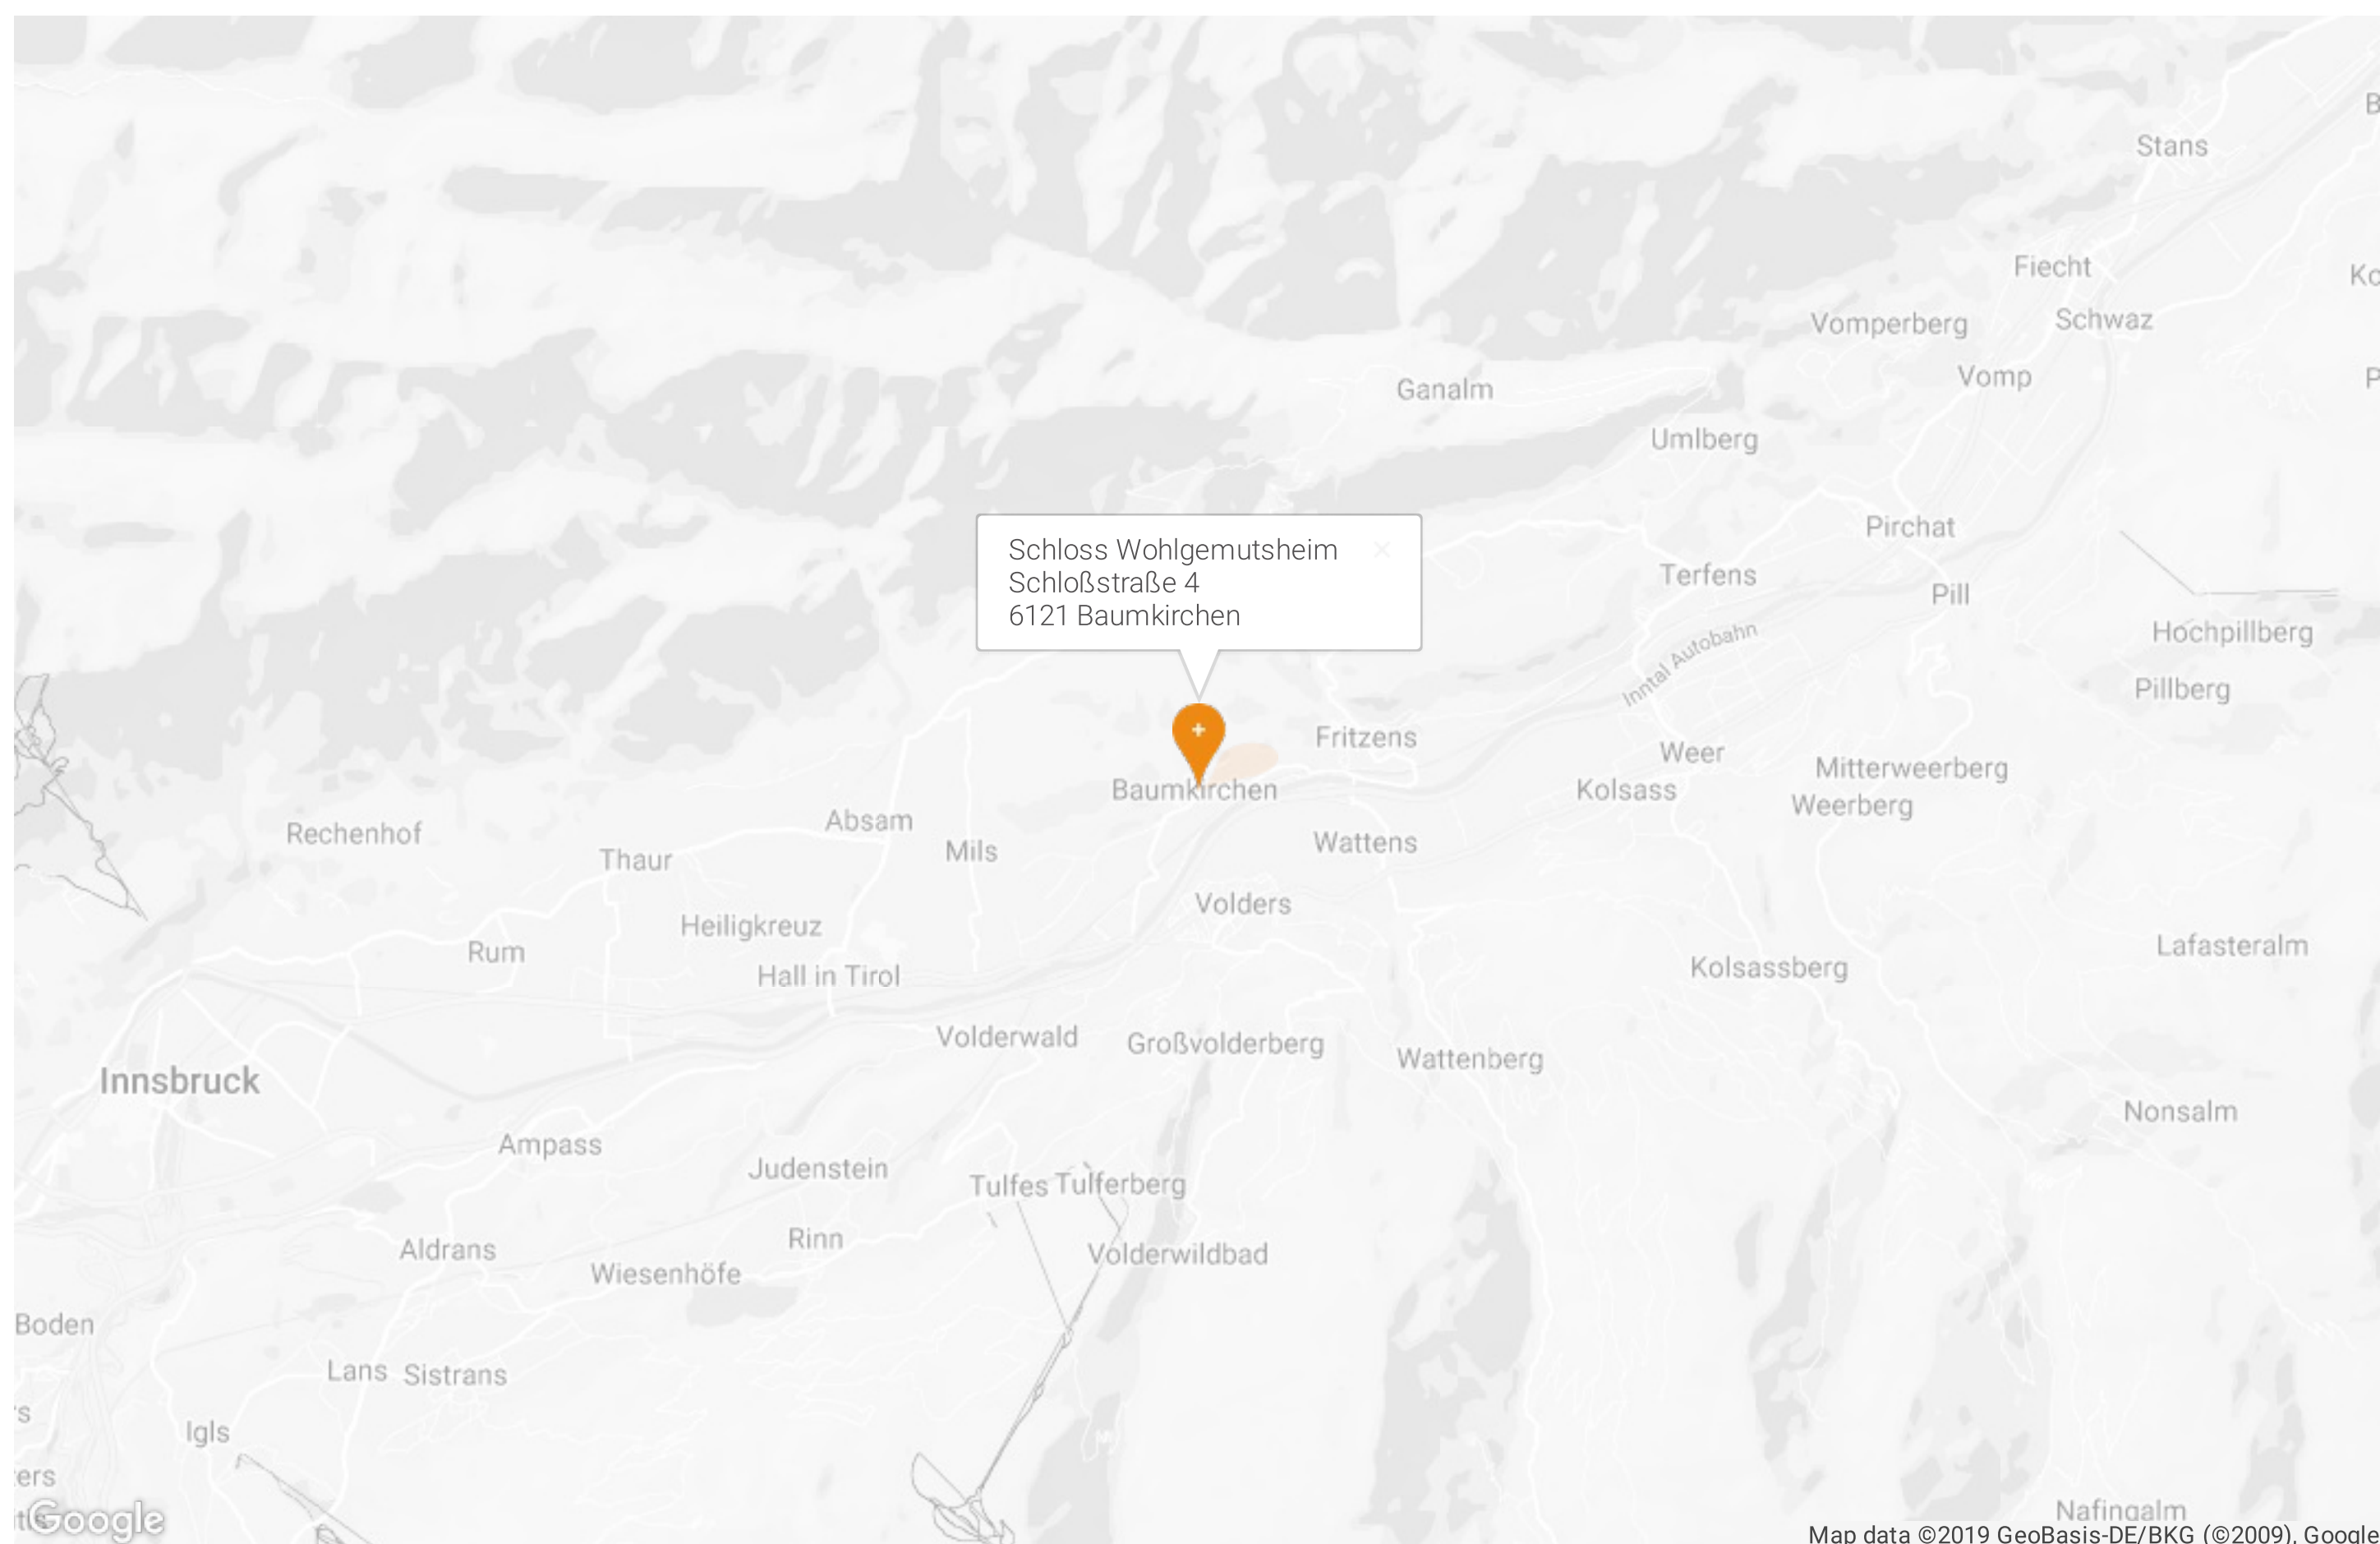 Stans
Fiecht
Vomperberg
Schwaz
Vomp
Ganalm
Umlberg
Pirchat
Schloss Wohlgemutsheim
Schloßstraße 4
6121 Baumkirchen
Terfens
Pill
Hochpillberg
Inntal Autobahn
Pillberg
Fritzens
Weer
Mitterweerberg
Baumkirchen
Kolsass
Weerberg
Absam
Rechenhof
Mils
Wattens
Thaur
Volders
Heiligkreuz
Rum
Lafasteralm
Kolsassberg
Hall in Tirol
Volderwald
Großvolderberg
Wattenberg
Innsbruck
Nonsalm
Ampass
Judenstein
Tulfes
Tulferberg
Rinn
Aldrans
Volderwildbad
Wiesenhöfe
Boden
Lans
Sistrans
Igls
Nafingalm
Google
Map data ©2019 GeoBasis-DE/BKG (©2009), Google